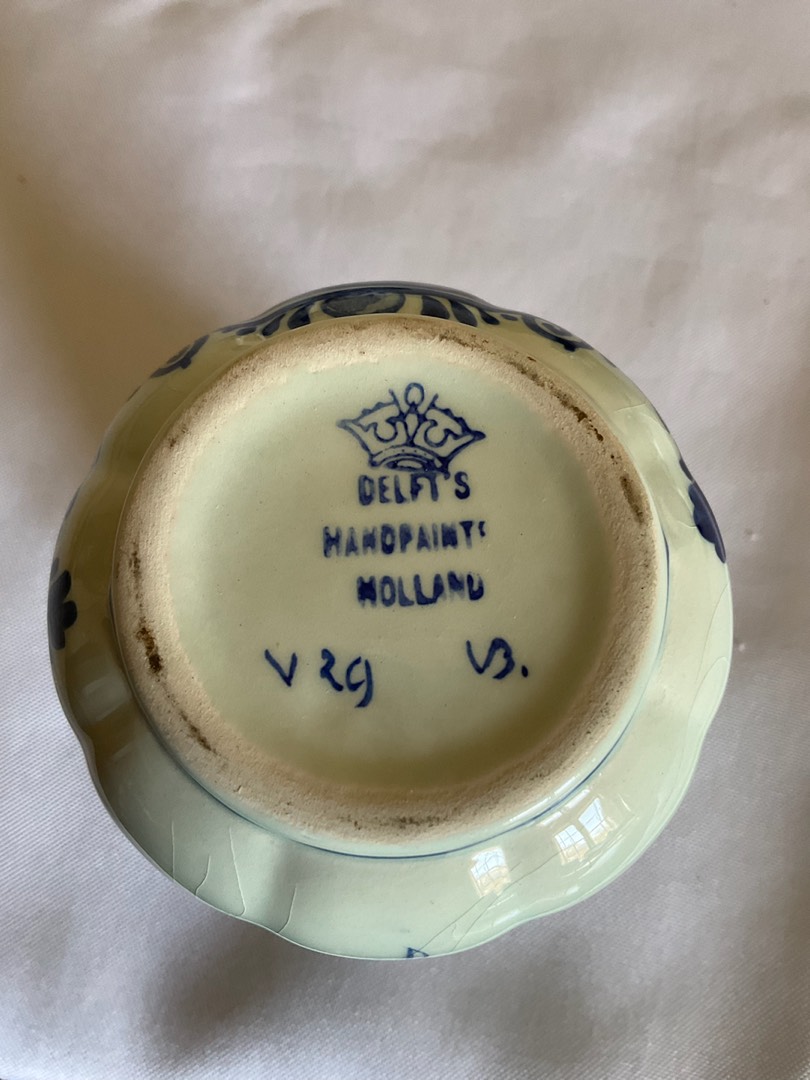 DELFT'S
HANDPAINT
HOLLAND
V 29 VB.